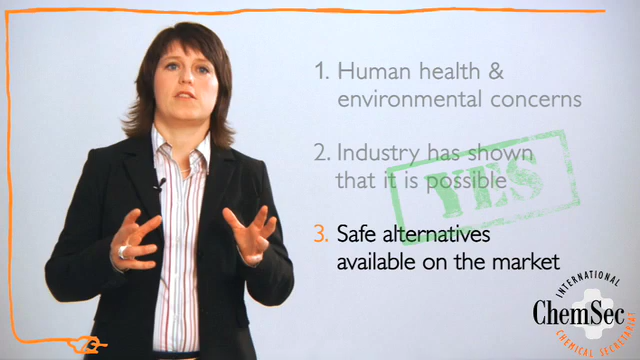 1. Human health &
environmental concerns
2. Industry has shown
that it is possible
YES
3. Safe alternatives
available on the market
INTERNATIONAL
ChemSec
CHEMICAL SECRETARIAT